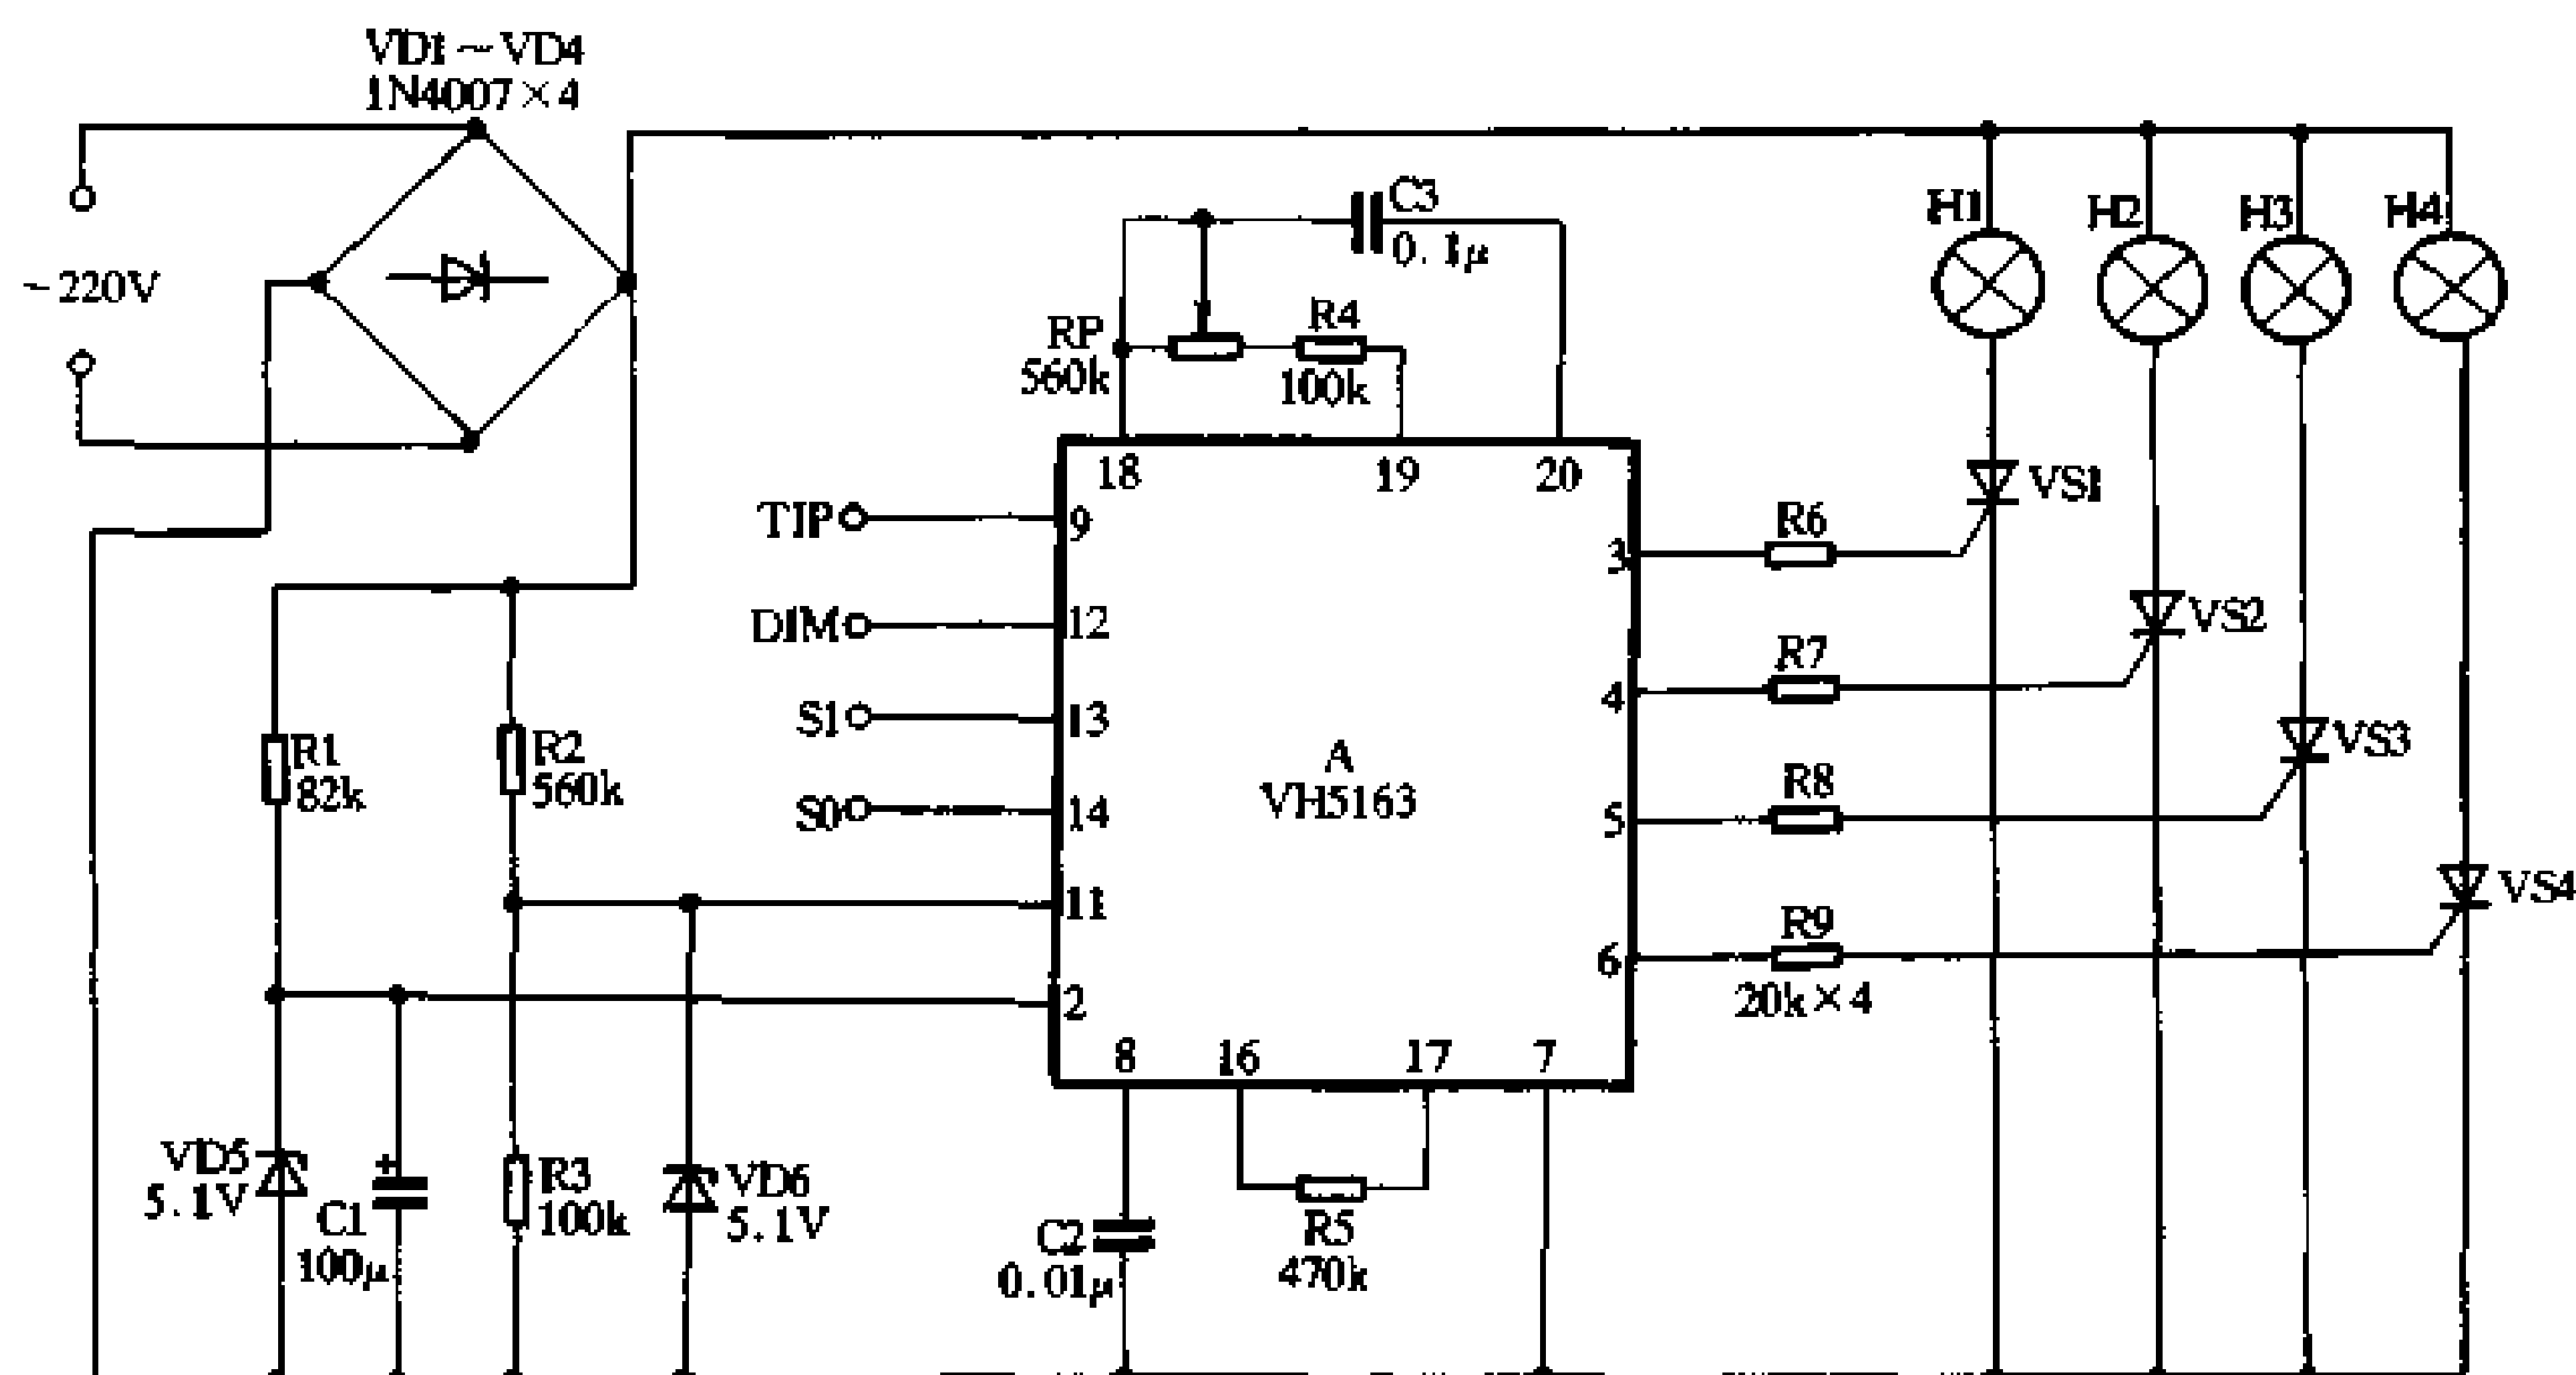 VD1~VD4
1N4007×4
~220V
C3
0.1μ
H1
H2
H3
H4
RP
560k
R4
100k
18
19
20
TIP
9
DIM
12
S1
13
S0
14
11
2
A
VH5163
3
4
5
6
8
16
17
7
R6
R7
R8
R9
20k×4
VS1
VS2
VS3
VS4
R1
82k
R2
560k
VD5
5.1V
C1
100μ
R3
100k
VD6
5.1V
C2
0.01μ
R5
470k